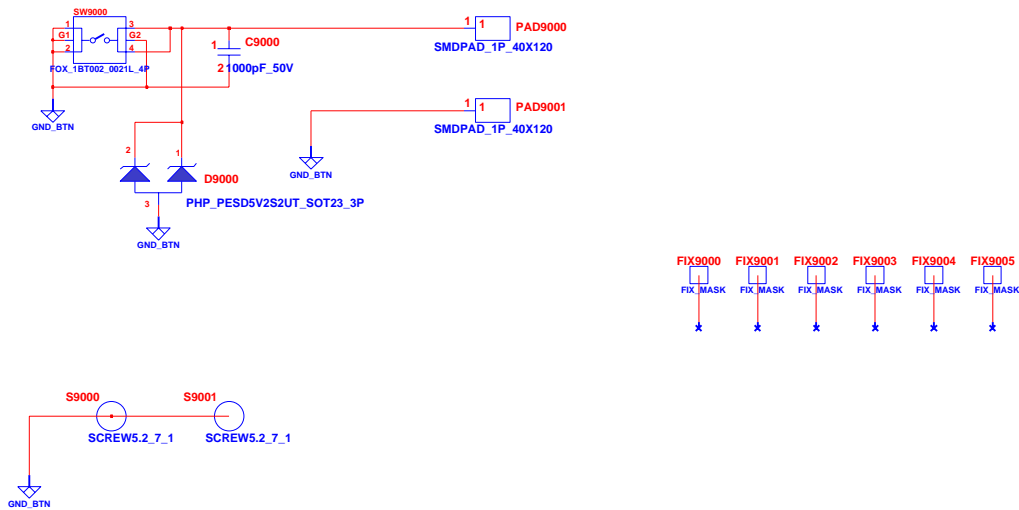 SW9000
1 3
G1 G2
2 4
FOX_1BT002_0021L_4P
GND_BTN
1 C9000
2 1000pF_50V
1 1 PAD9000
SMDPAD_1P_40X120
1 1 PAD9001
SMDPAD_1P_40X120
GND_BTN
2 1
D9000
3 PHP_PESD5V2S2UT_SOT23_3P
GND_BTN
FIX9000 FIX9001 FIX9002 FIX9003 FIX9004 FIX9005
FIX_MASK FIX_MASK FIX_MASK FIX_MASK FIX_MASK FIX_MASK
S9000 S9001
SCREW5.2_7_1 SCREW5.2_7_1
GND_BTN